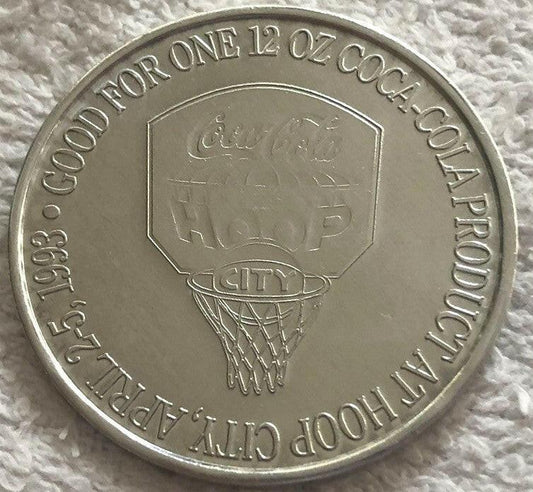 GOOD FOR ONE 12 OZ COCA-COLA PRODUCT AT HOOP CITY, APRIL 2-5, 1993 •
Coca-Cola
THE
HOOP
CITY